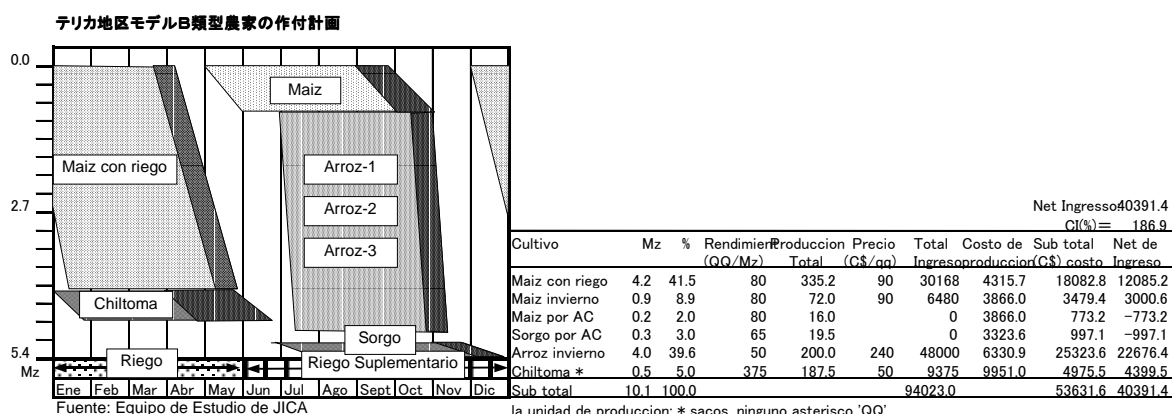 テリカ地区モデルB類型農家の作付計画
0.0
Maiz
Maiz con riego
Arroz-1
Arroz-2
2.7
Arroz-3
Chiltoma
Sorgo
5.4
Mz
Riego
Riego Suplementario
Ene Feb Mar Abr May Jun Jul Ago Sept Oct Nov Dic
Fuente: Equipo de Estudio de JICA
Net Ingresso 40391.4
CI(%)= 186.9
Cultivo Mz % Rendimient Produccion Precio Total Costo de Sub total Net de
(QQ/Mz) Total (C$/qq) Ingreso produccion (C$) costo Ingreso
Maiz con riego 4.2 41.5 80 335.2 90 30168 4315.7 18082.8 12085.2
Maiz invierno 0.9 8.9 80 72.0 90 6480 3866.0 3479.4 3000.6
Maiz por AC 0.2 2.0 80 16.0 0 3866.0 773.2 -773.2
Sorgo por AC 0.3 3.0 65 19.5 0 3323.6 997.1 -997.1
Arroz invierno 4.0 39.6 50 200.0 240 48000 6330.9 25323.6 22676.4
Chiltoma * 0.5 5.0 375 187.5 50 9375 9951.0 4975.5 4399.5
Sub total 10.1 100.0 94023.0 53631.6 40391.4
la unidad de produccion: * sacos, ninguno asterisco 'QQ'